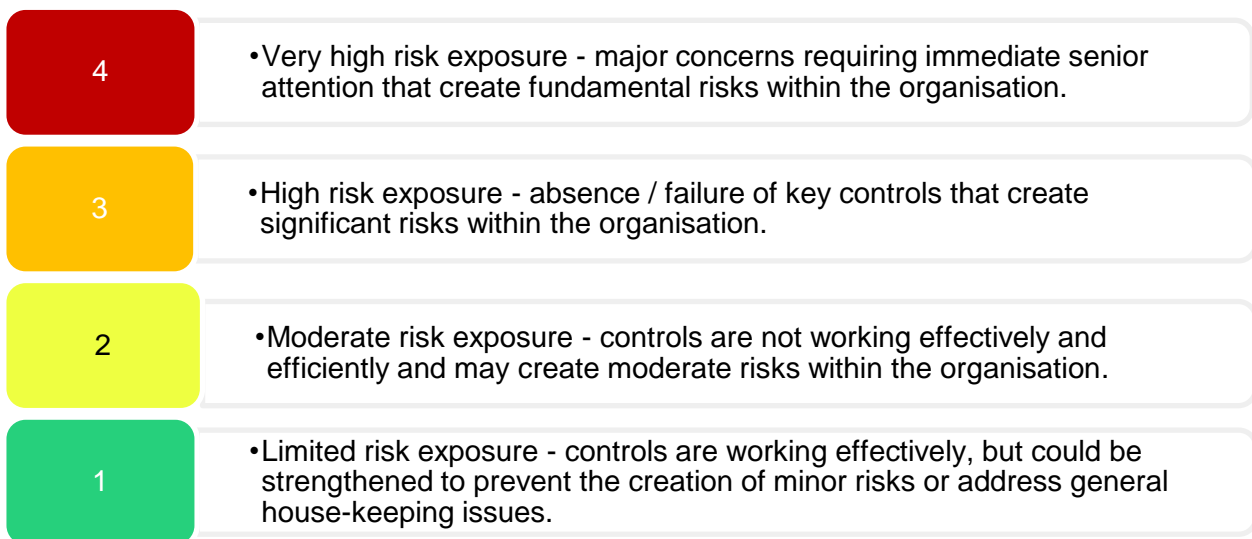 4
•Very high risk exposure - major concerns requiring immediate senior
attention that create fundamental risks within the organisation.
3
•High risk exposure - absence / failure of key controls that create
significant risks within the organisation.
2
•Moderate risk exposure - controls are not working effectively and
efficiently and may create moderate risks within the organisation.
1
•Limited risk exposure - controls are working effectively, but could be
strengthened to prevent the creation of minor risks or address general
house-keeping issues.